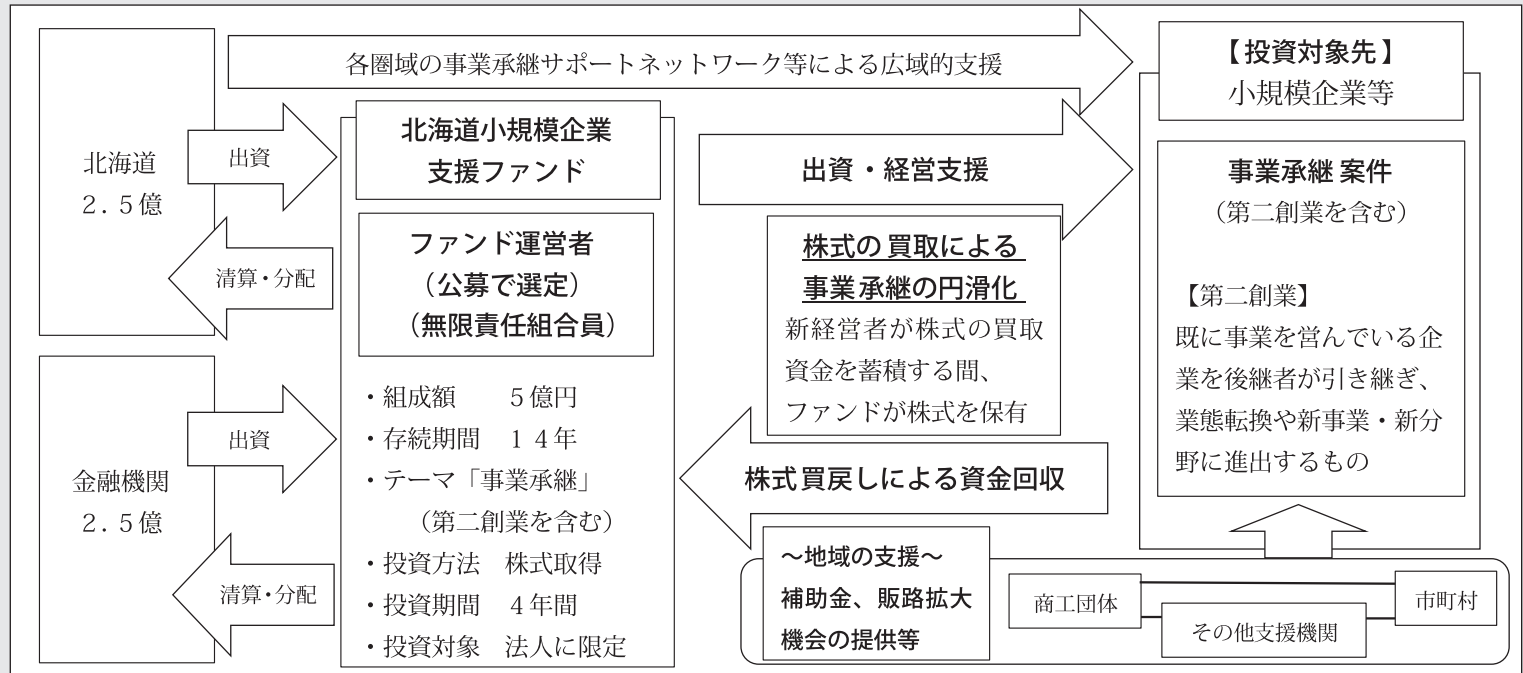 各圏域の事業承継サポートネットワーク等による広域的支援
北海道
２.５億
出資
清算・分配
金融機関
２.５億
出資
清算・分配
北海道小規模企業
支援ファンド
ファンド運営者
（公募で選定）
（無限責任組合員）
・組成額　５億円
・存続期間　１４年
・テーマ「事業承継」
（第二創業を含む）
・投資方法　株式取得
・投資期間　４年間
・投資対象　法人に限定
出資・経営支援
株式の買取による
事業承継の円滑化
新経営者が株式の買取
資金を蓄積する間、
ファンドが株式を保有
株式買戻しによる資金回収
【投資対象先】
小規模企業等
事業承継案件
（第二創業を含む）
【第二創業】
既に事業を営んでいる企
業を後継者が引き継ぎ、
業態転換や新事業・新分
野に進出するもの
～地域の支援～
補助金、販路拡大
機会の提供等
商工団体
その他支援機関
市町村